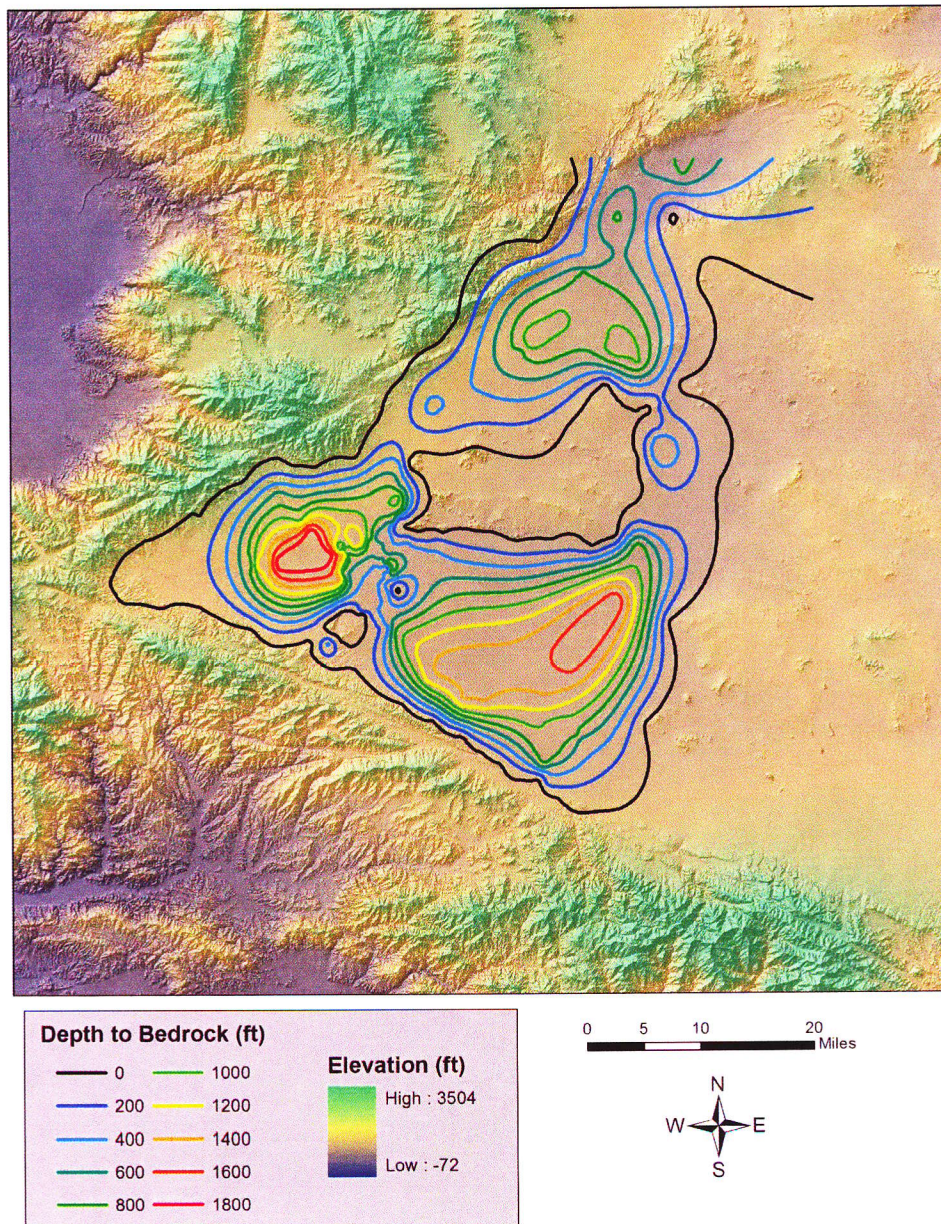 Depth to Bedrock (ft)
0
200
400
600
800
1000
1200
1400
1600
1800
Elevation (ft)
High : 3504
Low : -72
0 5 10 20
Miles
N
W E
S